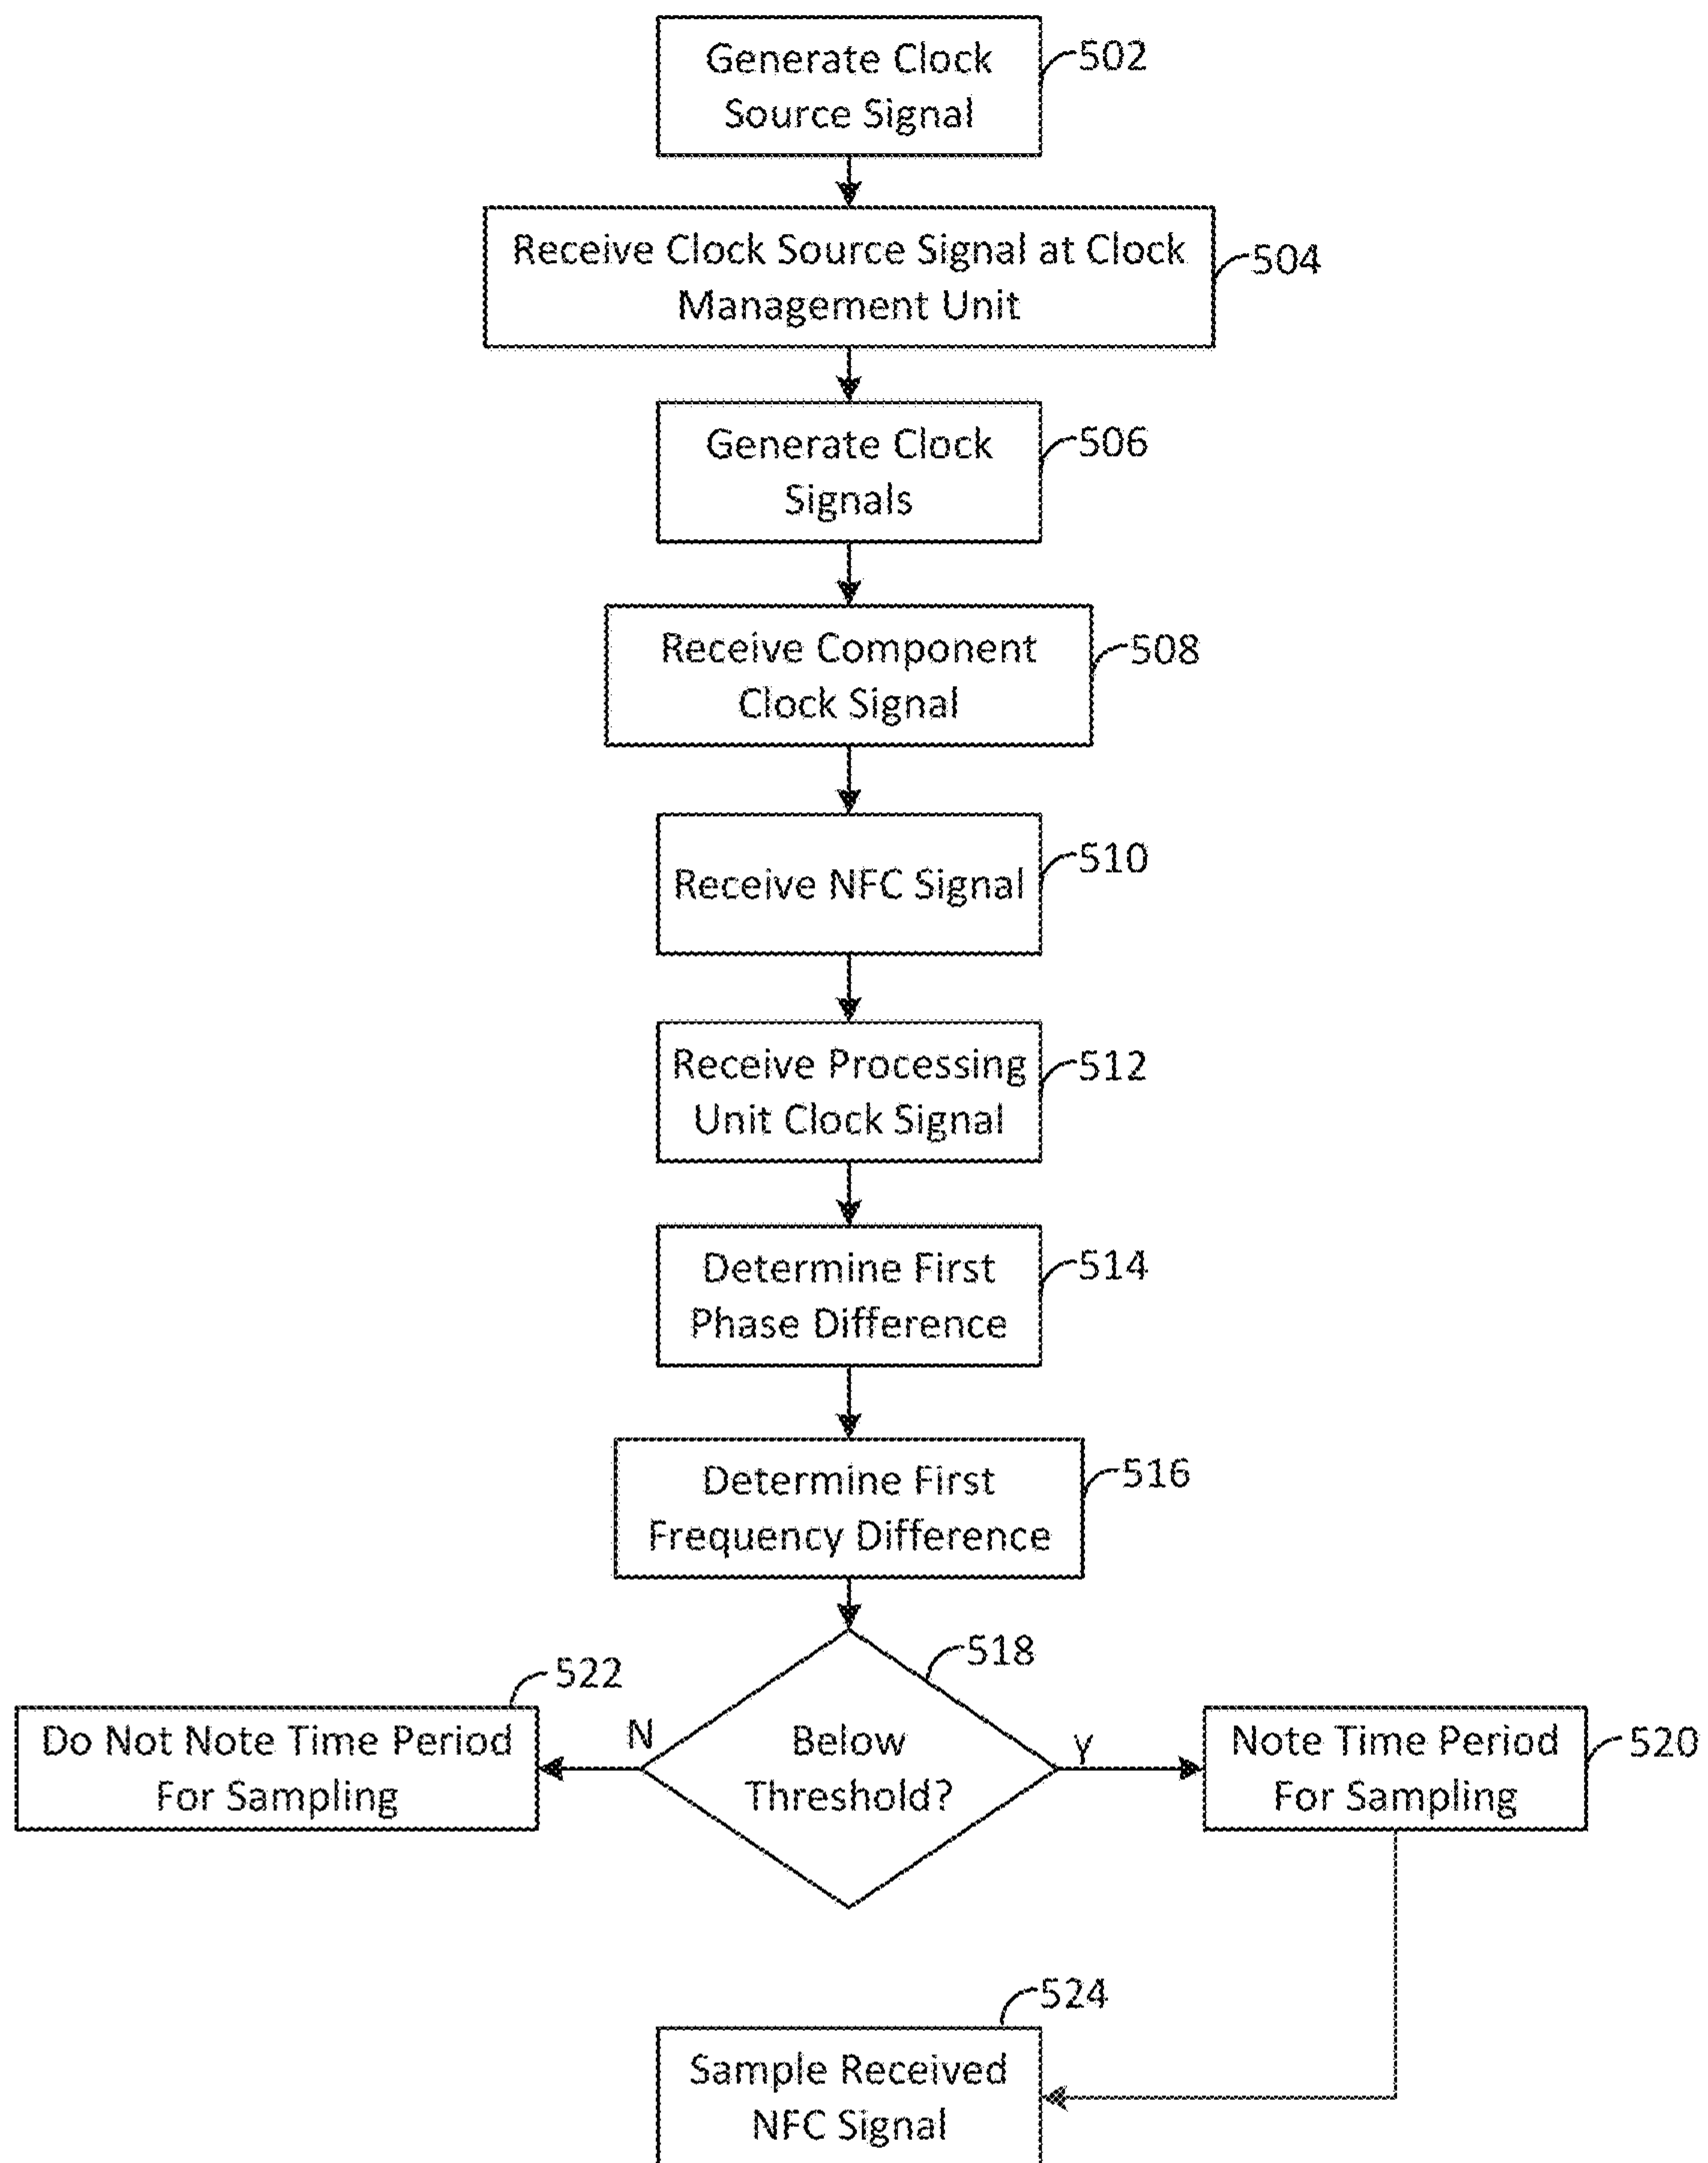 Generate Clock
Source Signal
502
Receive Clock Source Signal at Clock
Management Unit
504
Generate Clock
Signals
506
Receive Component
Clock Signal
508
Receive NFC Signal
510
Receive Processing
Unit Clock Signal
512
Determine First
Phase Difference
514
Determine First
Frequency Difference
516
Below
Threshold?
518
N
Y
Do Not Note Time Period
For Sampling
522
Note Time Period
For Sampling
520
Sample Received
NFC Signal
524